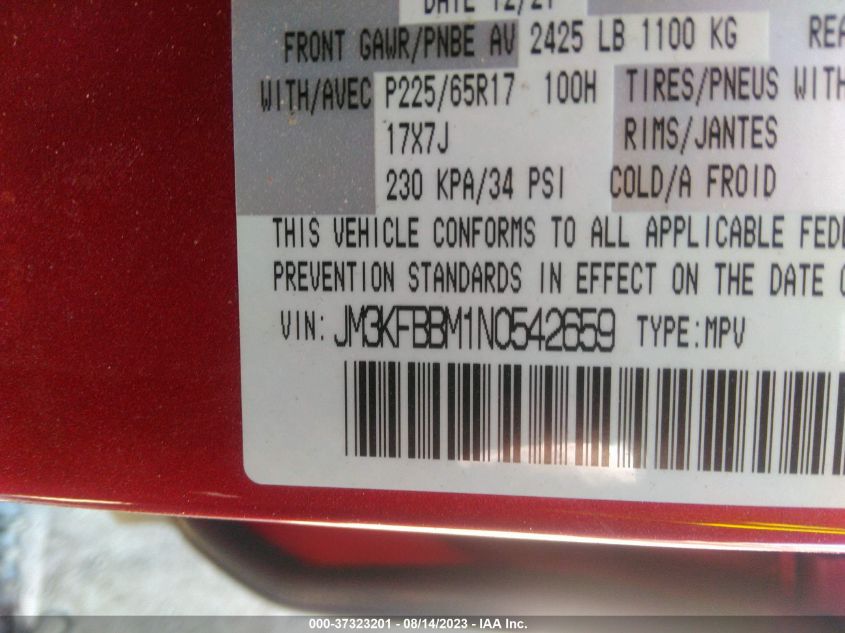 DATE 12/21
FRONT GAWR/PNBE AV 2425 LB 1100 KG REA
WITH/AVEC P225/65R17 100H TIRES/PNEUS WITH
17X7J RIMS/JANTES
230 KPA/34 PSI COLD/A FROID
THIS VEHICLE CONFORMS TO ALL APPLICABLE FEDE
PREVENTION STANDARDS IN EFFECT ON THE DATE O
VIN: JM3KFBBM1N0542659 TYPE:MPV
000-37323201 - 08/14/2023 - Copyright © IAA, Inc.